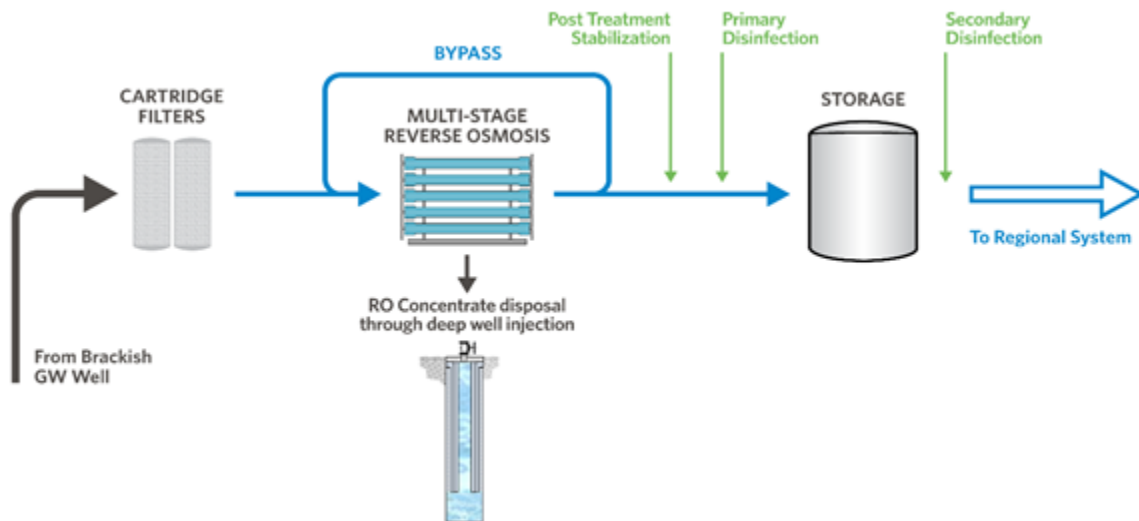 Post Treatment
Stabilization
Primary
Disinfection
Secondary
Disinfection
BYPASS
CARTRIDGE
FILTERS
MULTI-STAGE
REVERSE OSMOSIS
STORAGE
To Regional System
RO Concentrate disposal
through deep well injection
From Brackish
GW Well